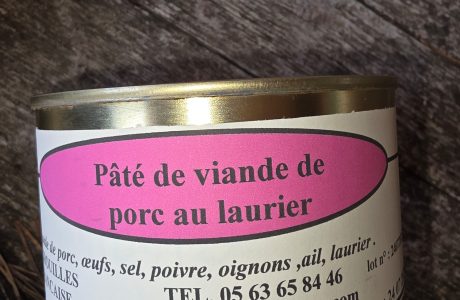 Pâté de viande de
porc au laurier
de porc, œufs, sel, poivre, oignons ,ail, laurier .
lot n° :
TEL. 05 63 65 84 46